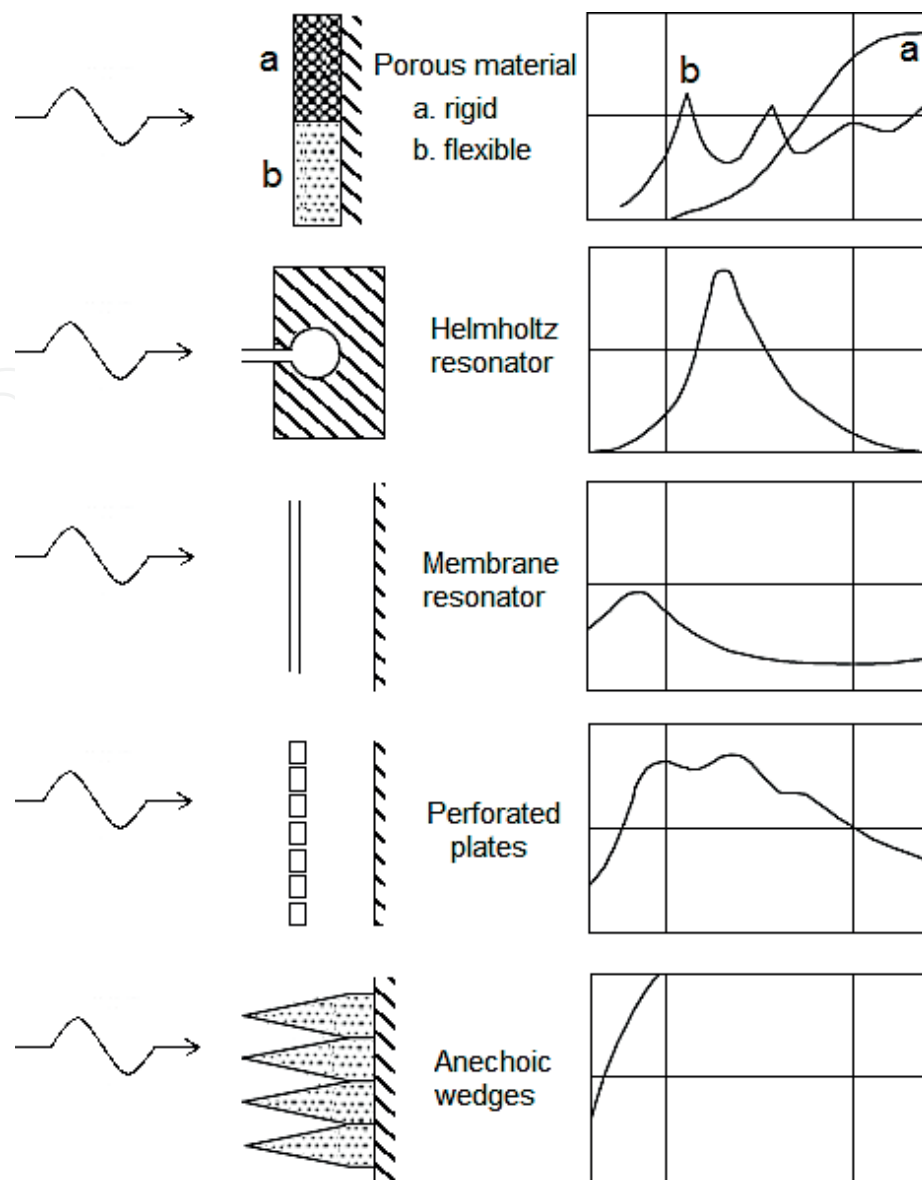 a
Porous material
a. rigid
b. flexible
b
b
a
Helmholtz
resonator
Membrane
resonator
Perforated
plates
Anechoic
wedges